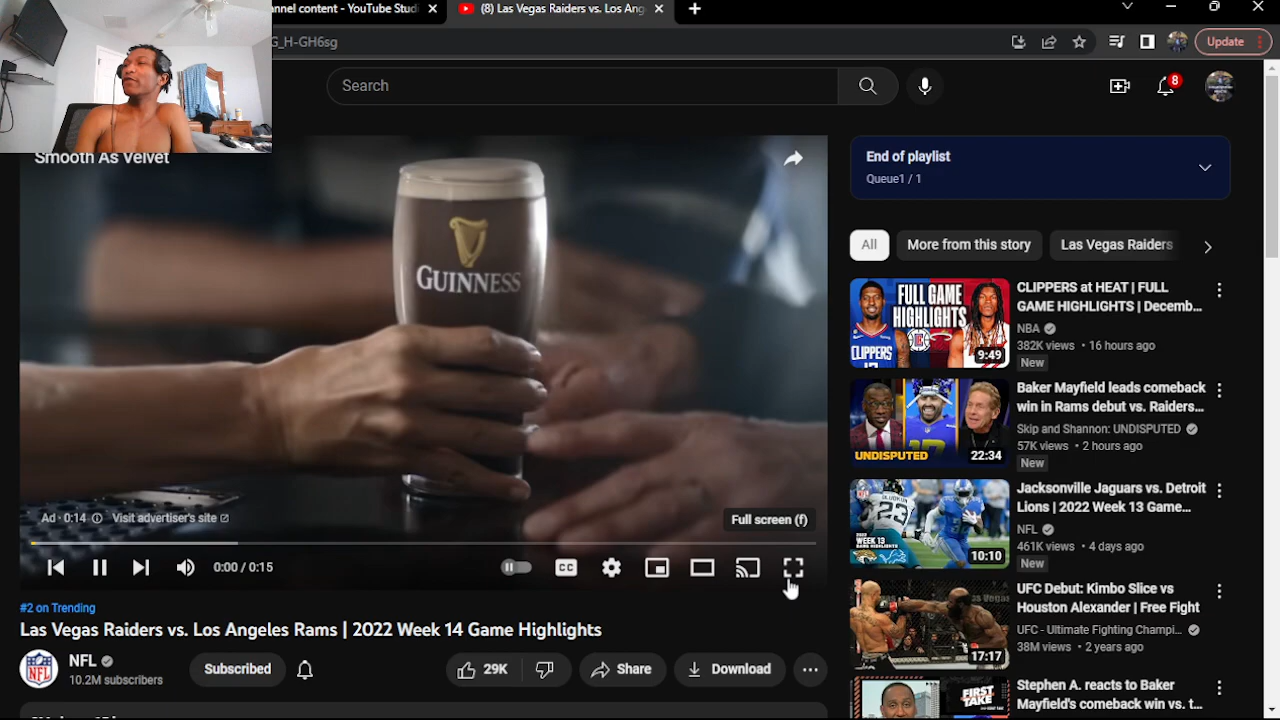 annel content - YouTube Studi
(8) Las Vegas Raiders vs. Los Ang
G_H-GH6sg
Update
Search
8
Smooth As Velvet
GUINNESS
Ad · 0:14
Visit advertiser's site
Full screen (f)
0:00 / 0:15
CC
#2 on Trending
Las Vegas Raiders vs. Los Angeles Rams | 2022 Week 14 Game Highlights
NFL
NFL
10.2M subscribers
Subscribed
29K
Share
Download
End of playlist
Queue1 / 1
All
More from this story
Las Vegas Raiders
FULL GAME
HIGHLIGHTS
CLIPPERS
9:49
CLIPPERS at HEAT | FULL
GAME HIGHLIGHTS | Decemb...
NBA
382K views • 16 hours ago
New
UNDISPUTED
22:34
Baker Mayfield leads comeback
win in Rams debut vs. Raiders...
Skip and Shannon: UNDISPUTED
57K views • 2 hours ago
New
23
WEEK 13
10:10
Jacksonville Jaguars vs. Detroit
Lions | 2022 Week 13 Game...
NFL
461K views • 4 days ago
New
17:17
UFC Debut: Kimbo Slice vs
Houston Alexander | Free Fight
UFC - Ultimate Fighting Champi...
38M views • 2 years ago
FIRST
TAKE
Stephen A. reacts to Baker
Mayfield's comeback win vs. t...